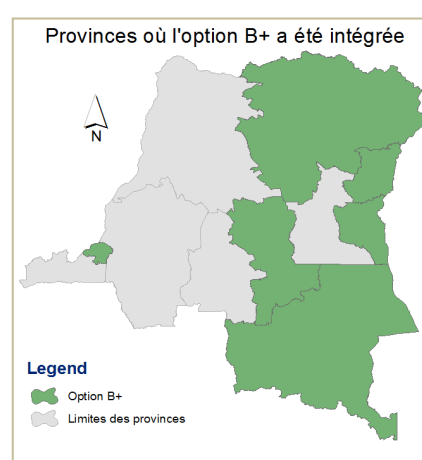 Provinces où l'option B+ a été intégrée
N
Legend
Option B+
Limites des provinces